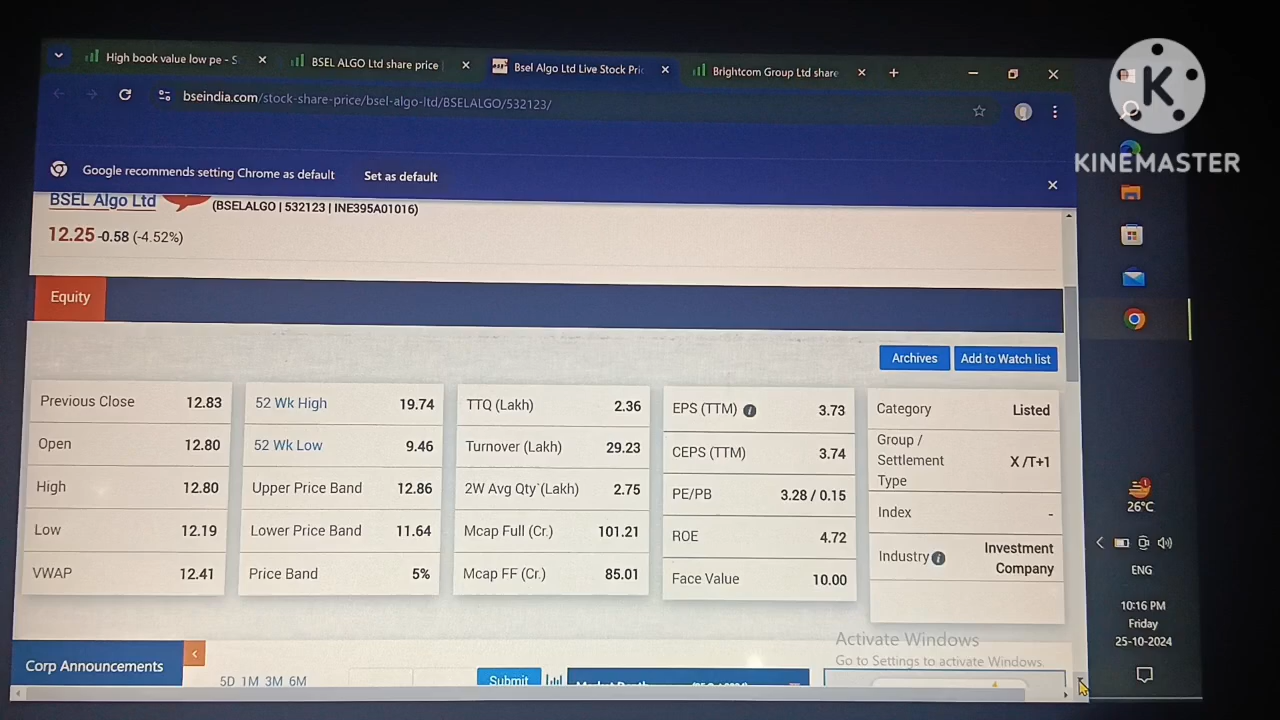 High book value low pe - S
BSEL ALGO Ltd share price
Bsel Algo Ltd Live Stock Pric
Brightcom Group Ltd share
bseindia.com/stock-share-price/bsel-algo-ltd/BSELALGO/532123/
K
KINEMASTER
Google recommends setting Chrome as default
Set as default
BSEL Algo Ltd
(BSELALGO | 532123 | INE395A01016)
12.25 -0.58 (-4.52%)
Equity
Archives
Add to Watch list
Previous Close 12.83
Open 12.80
High 12.80
Low 12.19
VWAP 12.41
52 Wk High 19.74
52 Wk Low 9.46
Upper Price Band 12.86
Lower Price Band 11.64
Price Band 5%
TTQ (Lakh) 2.36
Turnover (Lakh) 29.23
2W Avg Qty (Lakh) 2.75
Mcap Full (Cr.) 101.21
Mcap FF (Cr.) 85.01
EPS (TTM) 3.73
CEPS (TTM) 3.74
PE/PB 3.28 / 0.15
ROE 4.72
Face Value 10.00
Category Listed
Group /
Settlement X /T+1
Type
Index -
Industry Investment
Company
Activate Windows
Go to Settings to activate Windows.
Corp Announcements
5D 1M 3M 6M
Submit
Market Depth
26°C
ENG
10:16 PM
Friday
25-10-2024